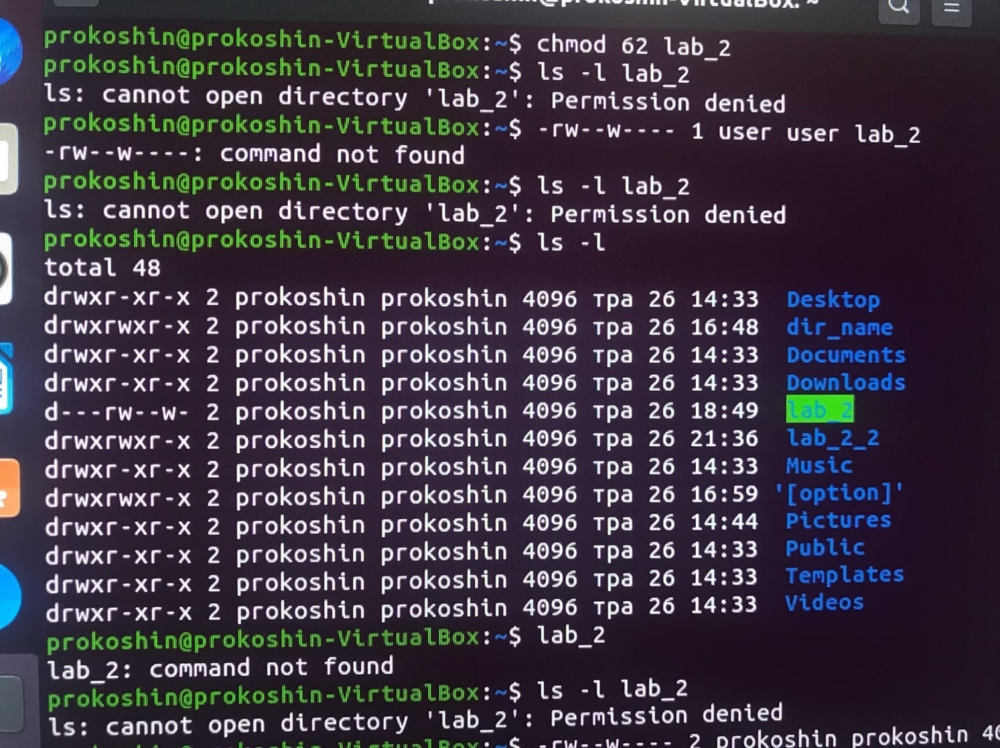 prokoshin@prokoshin-VirtualBox: ~
prokoshin@prokoshin-VirtualBox:~$ chmod 62 lab_2
prokoshin@prokoshin-VirtualBox:~$ ls -l lab_2
ls: cannot open directory 'lab_2': Permission denied
prokoshin@prokoshin-VirtualBox:~$ -rw--w---- 1 user user lab_2
-rw--w----: command not found
prokoshin@prokoshin-VirtualBox:~$ ls -l lab_2
ls: cannot open directory 'lab_2': Permission denied
prokoshin@prokoshin-VirtualBox:~$ ls -l
total 48
drwxr-xr-x 2 prokoshin prokoshin 4096 тра 26 14:33 Desktop
drwxrwxr-x 2 prokoshin prokoshin 4096 тра 26 16:48 dir_name
drwxr-xr-x 2 prokoshin prokoshin 4096 тра 26 14:33 Documents
drwxr-xr-x 2 prokoshin prokoshin 4096 тра 26 14:33 Downloads
d---rw--w- 2 prokoshin prokoshin 4096 тра 26 18:49 lab_2
drwxrwxr-x 2 prokoshin prokoshin 4096 тра 26 21:36 lab_2_2
drwxr-xr-x 2 prokoshin prokoshin 4096 тра 26 14:33 Music
drwxrwxr-x 2 prokoshin prokoshin 4096 тра 26 16:59 '[option]'
drwxr-xr-x 2 prokoshin prokoshin 4096 тра 26 14:44 Pictures
drwxr-xr-x 2 prokoshin prokoshin 4096 тра 26 14:33 Public
drwxr-xr-x 2 prokoshin prokoshin 4096 тра 26 14:33 Templates
drwxr-xr-x 2 prokoshin prokoshin 4096 тра 26 14:33 Videos
prokoshin@prokoshin-VirtualBox:~$ lab_2
lab_2: command not found
prokoshin@prokoshin-VirtualBox:~$ ls -l lab_2
ls: cannot open directory 'lab_2': Permission denied
$ -rw--w---- 2 prokoshin prokoshin